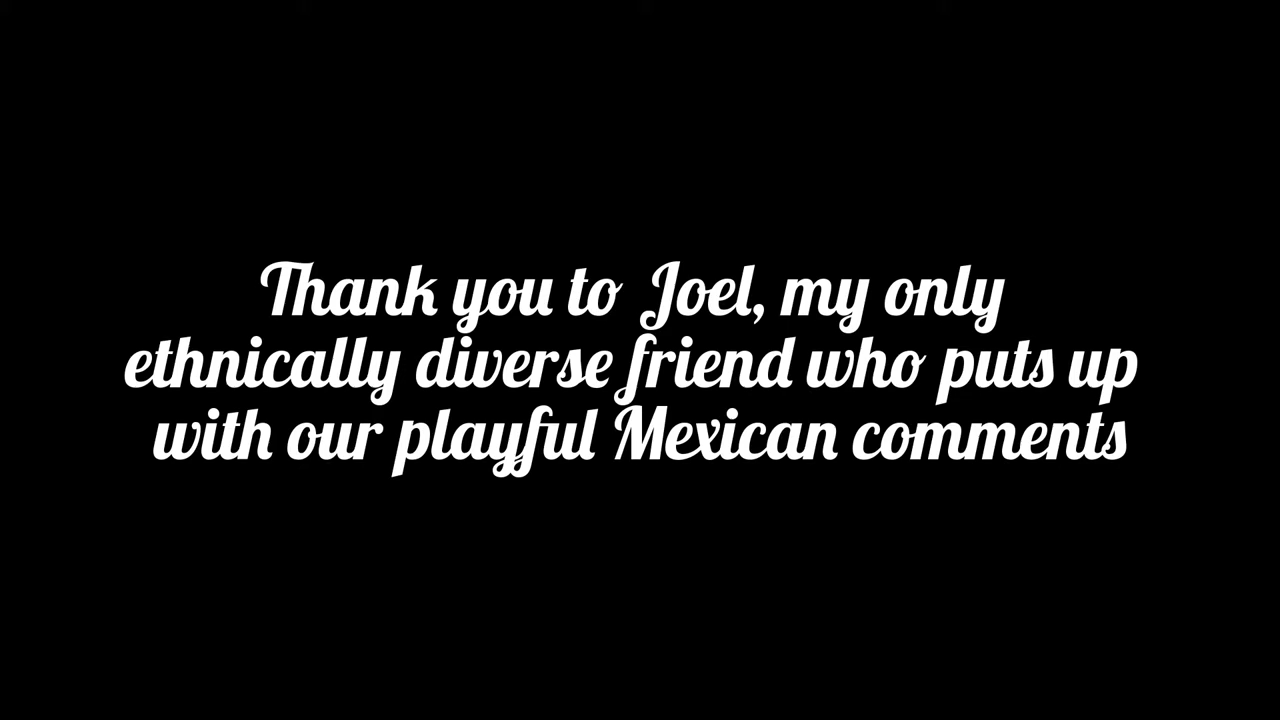 Thank you to Joel, my only
ethnically diverse friend who puts up
with our playful Mexican comments